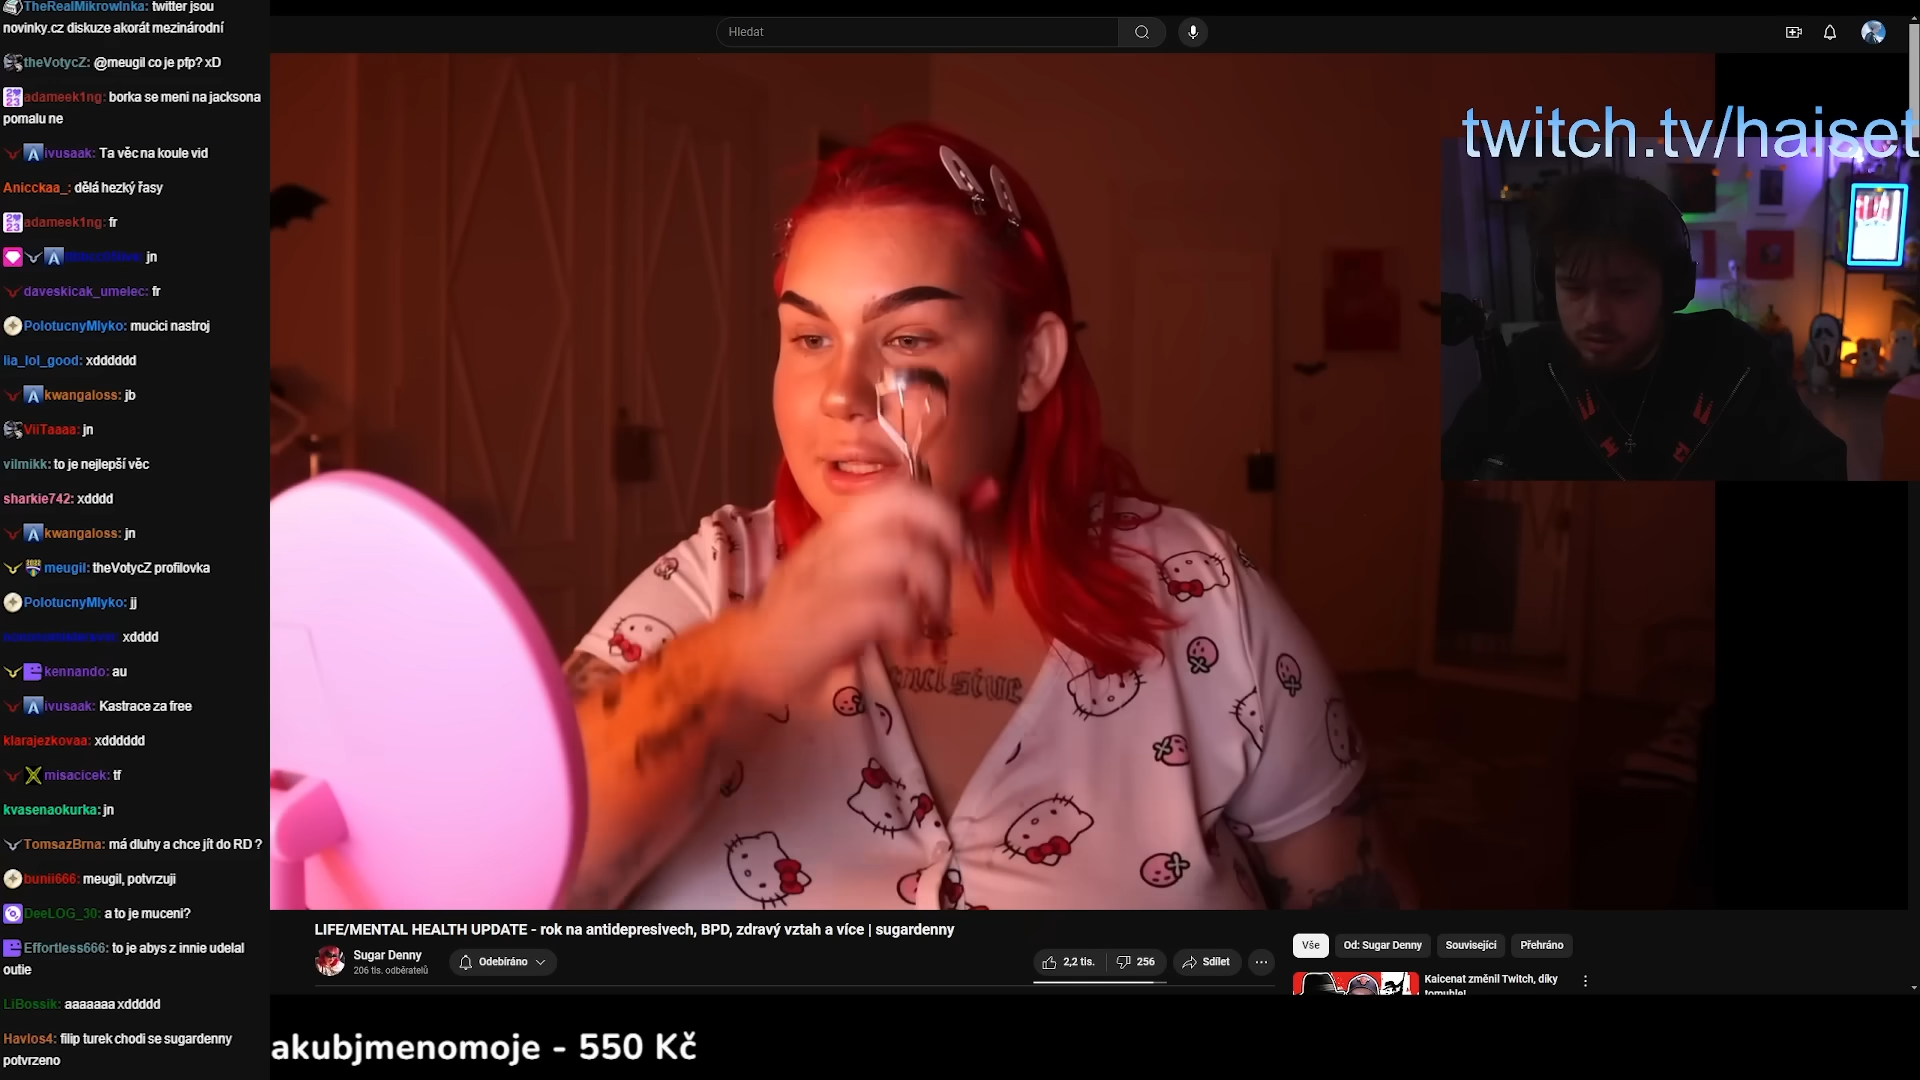 TheRealMikrowInka: twitter jsou
novinky.cz diskuze akorát mezinárodní
theVotycZ: @meugil co je pfp? xD
adameek1ng: borka se meni na jacksona
pomalu ne
ivusaak: Ta věc na koule vid
Anicckaa_: dělá hezký řasy
adameek1ng: fr
jn
daveskicak_umelec: fr
PolotucnyMlyko: mucici nastroj
lia_lol_good: xdddddd
kwangaloss: jb
ViiTaaaa: jn
vilmikk: to je nejlepší věc
sharkie742: xdddd
kwangaloss: jn
meugil: theVotycZ profilovka
PolotucnyMlyko: jj
xdddd
kennando: au
ivusaak: Kastrace za free
klarajezkovaa: xdddddd
misacicek: tf
kvasenaokurka: jn
TomsazBrna: má dluhy a chce jít do RD ?
bunii666: meugil, potvrzuji
DeeLOG_30: a to je muceni?
Effortless666: to je abys z innie udelal
outie
LiBossik: aaaaaaa xddddd
Havlos4: filip turek chodi se sugardenny
potvrzeno
Hledat
twitch.tv/haiset
LIFE/MENTAL HEALTH UPDATE - rok na antidepresivech, BPD, zdravý vztah a více | sugardenny
Sugar Denny
206 tis. odběratelů
Odebíráno
2,2 tis.
256
Sdílet
Vše
Od: Sugar Denny
Související
Přehráno
Kaicenat změnil Twitch, díky
tomuhle!
akubjmenomoje - 550 Kč